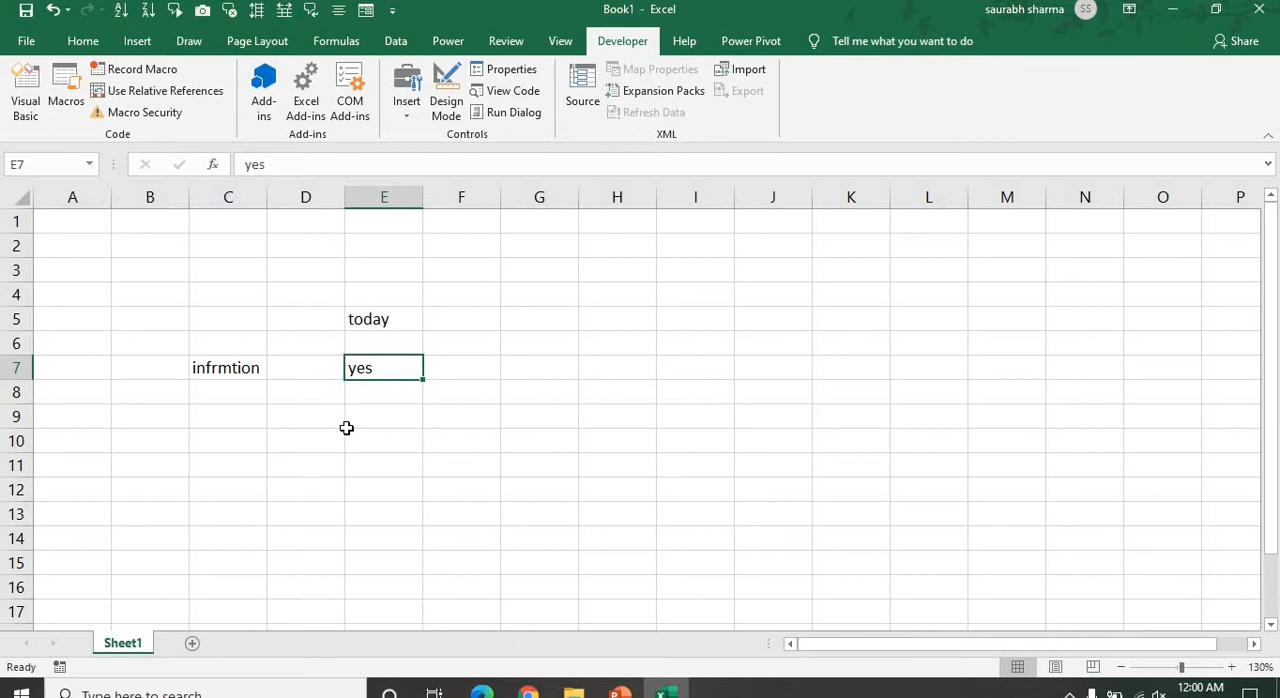 Book1 - Excel
saurabh sharma SS
File Home Insert Draw Page Layout Formulas Data Power Review View Developer Help Power Pivot Tell me what you want to do Share
Visual Basic
Macros
Record Macro
Use Relative References
Macro Security
Code
Add-ins
Excel Add-ins
COM Add-ins
Add-ins
Insert
Design Mode
Properties
View Code
Run Dialog
Controls
Source
Map Properties
Expansion Packs
Refresh Data
Import
Export
XML
E7 fx yes
A B C D E F G H I J K L M N O P
1
2
3
4
5 today
6
7 infrmtion yes
8
9
10
11
12
13
14
15
16
17
Sheet1
Ready 130%
Type here to search 12:00 AM